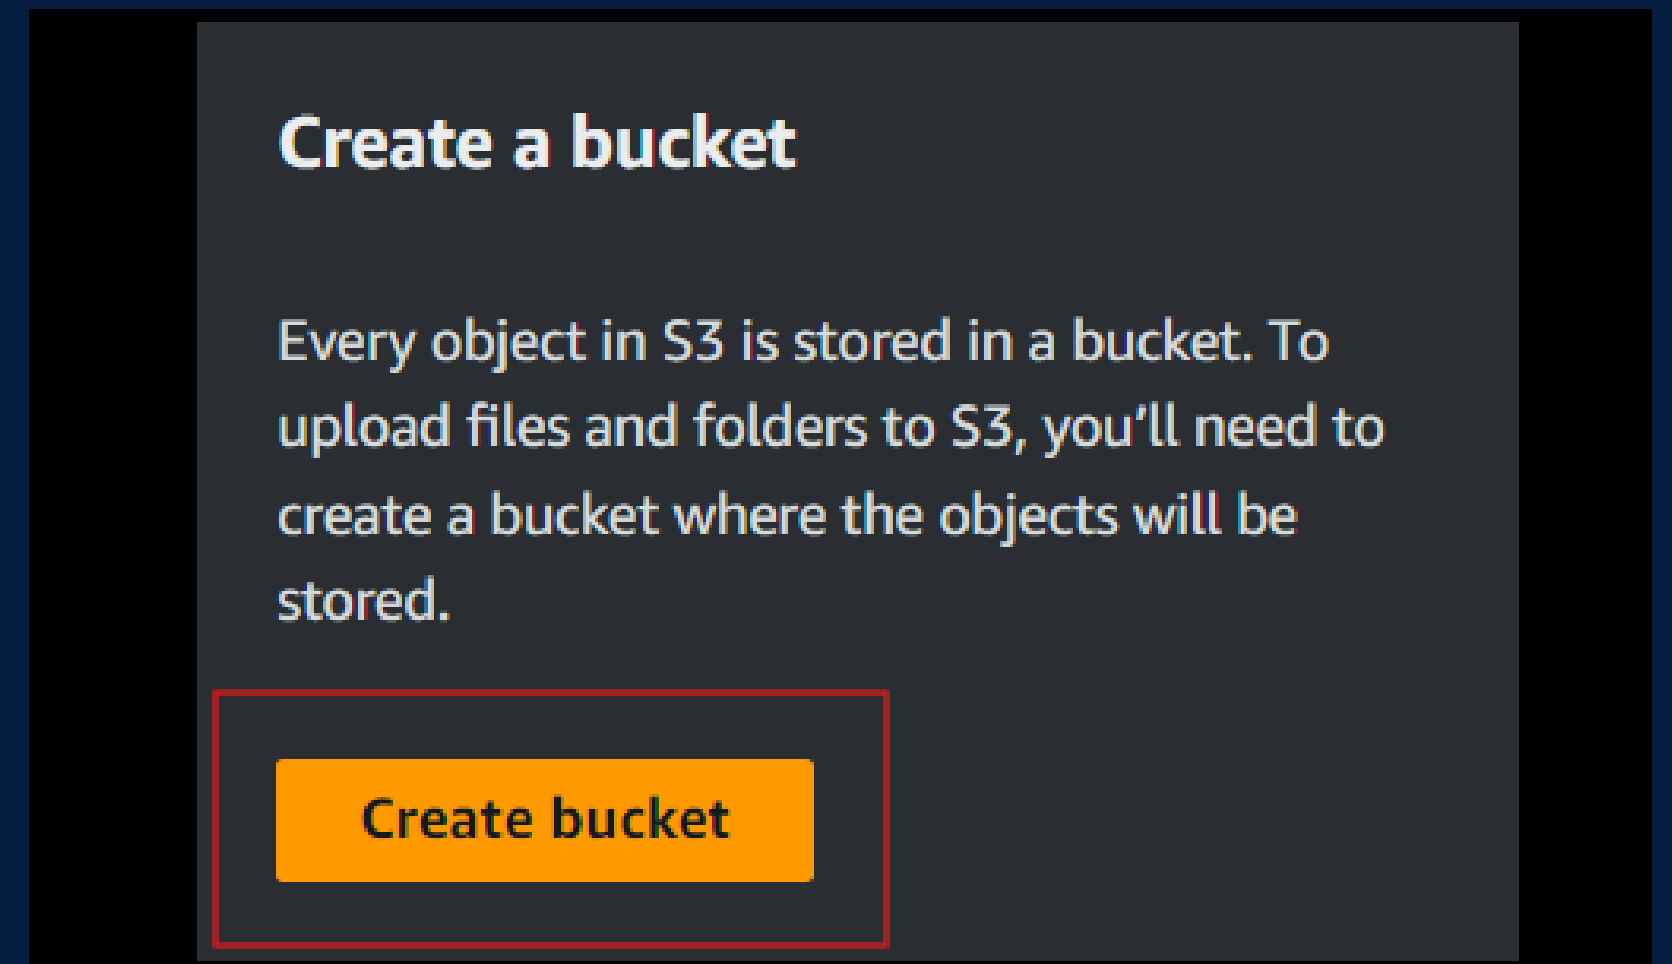 Create a bucket
Every object in S3 is stored in a bucket. To
upload files and folders to S3, you’ll need to
create a bucket where the objects will be
stored.
Create bucket